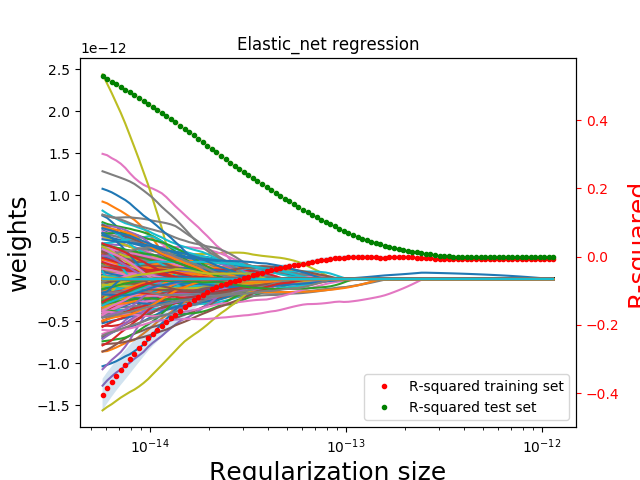 Elastic_net regression
1e−12
2.5
2.0
1.5
1.0
0.5
0.0
−0.5
−1.0
−1.5
weights
0.4
0.2
0.0
−0.2
−0.4
R-squared
R-squared training set
R-squared test set
10−14
10−13
10−12
Regularization size